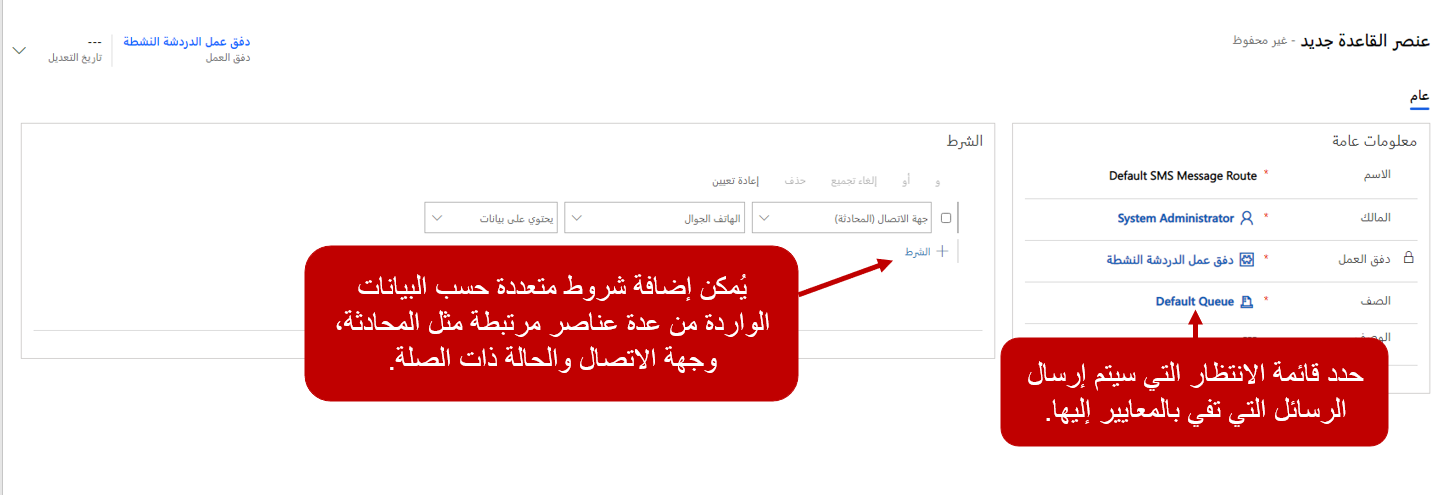 عنصر القاعدة جديد - غير محفوظ
دفق عمل الدردشة النشطة
دفق العمل
---
تاريخ التعديل
عام
معلومات عامة
الاسم * Default SMS Message Route
المالك * System Administrator
دفق العمل * دفق عمل الدردشة النشطة
الصف * Default Queue
حدد قائمة الانتظار التي سيتم إرسال
الرسائل التي تفي بالمعايير إليها.
الشرط
و أو إلغاء تجميع حذف إعادة تعيين
جهة الاتصال (المحادثة) الهاتف الجوال يحتوي على بيانات
+ الشرط
يُمكن إضافة شروط متعددة حسب البيانات
الواردة من عدة عناصر مرتبطة مثل المحادثة،
وجهة الاتصال والحالة ذات الصلة.